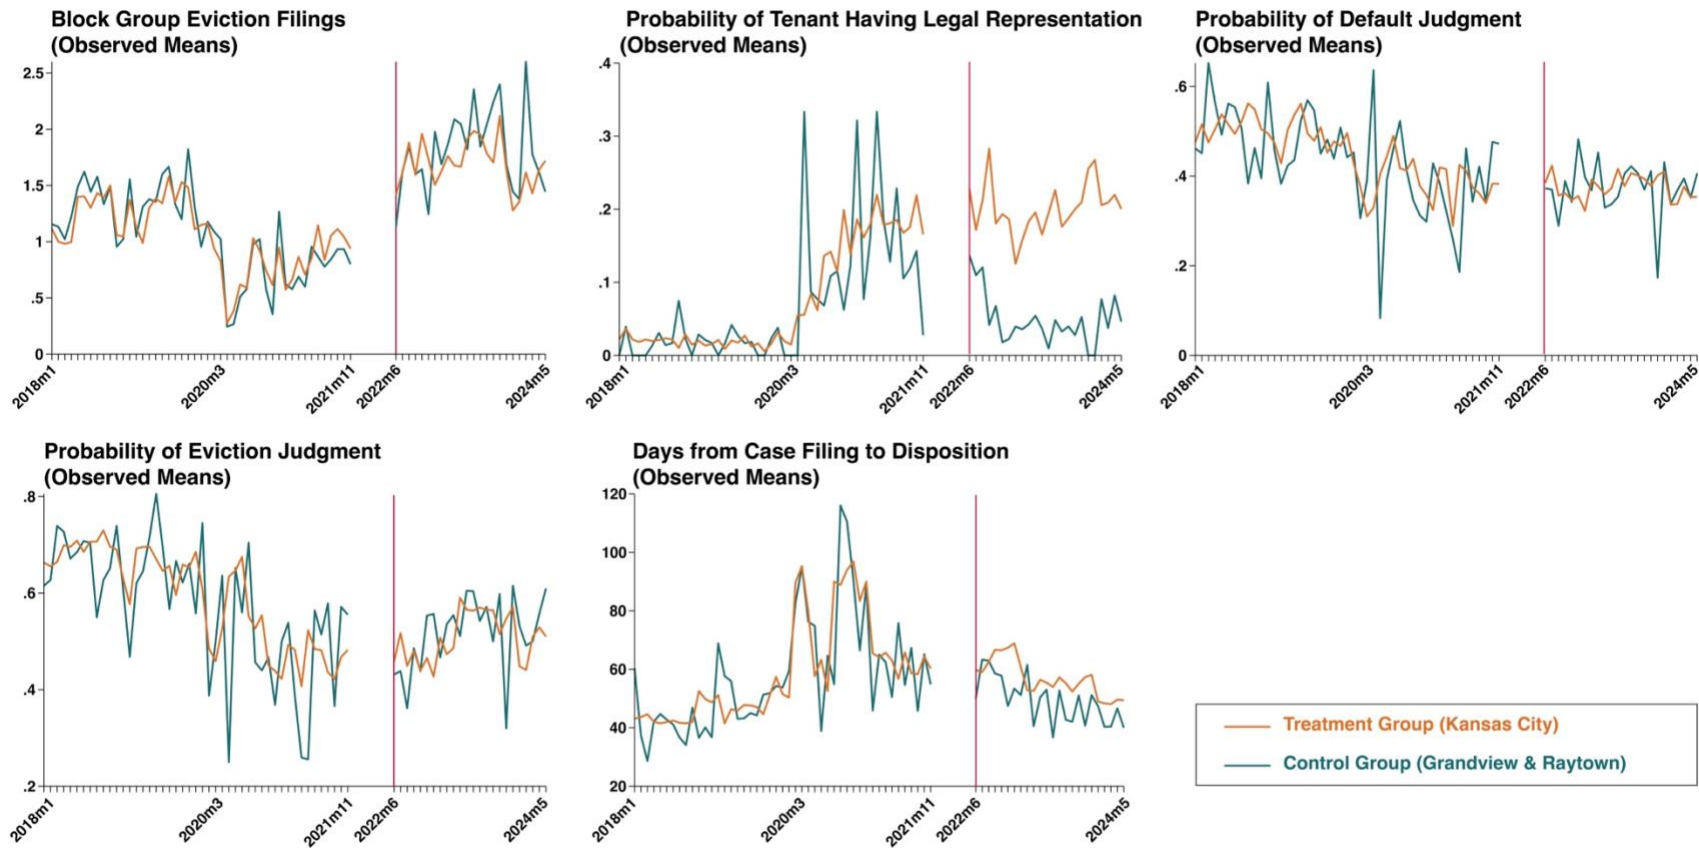 Block Group Eviction Filings
(Observed Means)
2.5
2
1.5
1
.5
0
2018m1
2020m3
2021m11
2022m6
2024m5
Probability of Tenant Having Legal Representation
(Observed Means)
.4
.3
.2
.1
0
2018m1
2020m3
2021m11
2022m6
2024m5
Probability of Default Judgment
(Observed Means)
.6
.4
.2
0
2018m1
2020m3
2021m11
2022m6
2024m5
Probability of Eviction Judgment
(Observed Means)
.8
.6
.4
.2
2018m1
2020m3
2021m11
2022m6
2024m5
Days from Case Filing to Disposition
(Observed Means)
120
100
80
60
40
20
2018m1
2020m3
2021m11
2022m6
2024m5
Treatment Group (Kansas City)
Control Group (Grandview & Raytown)